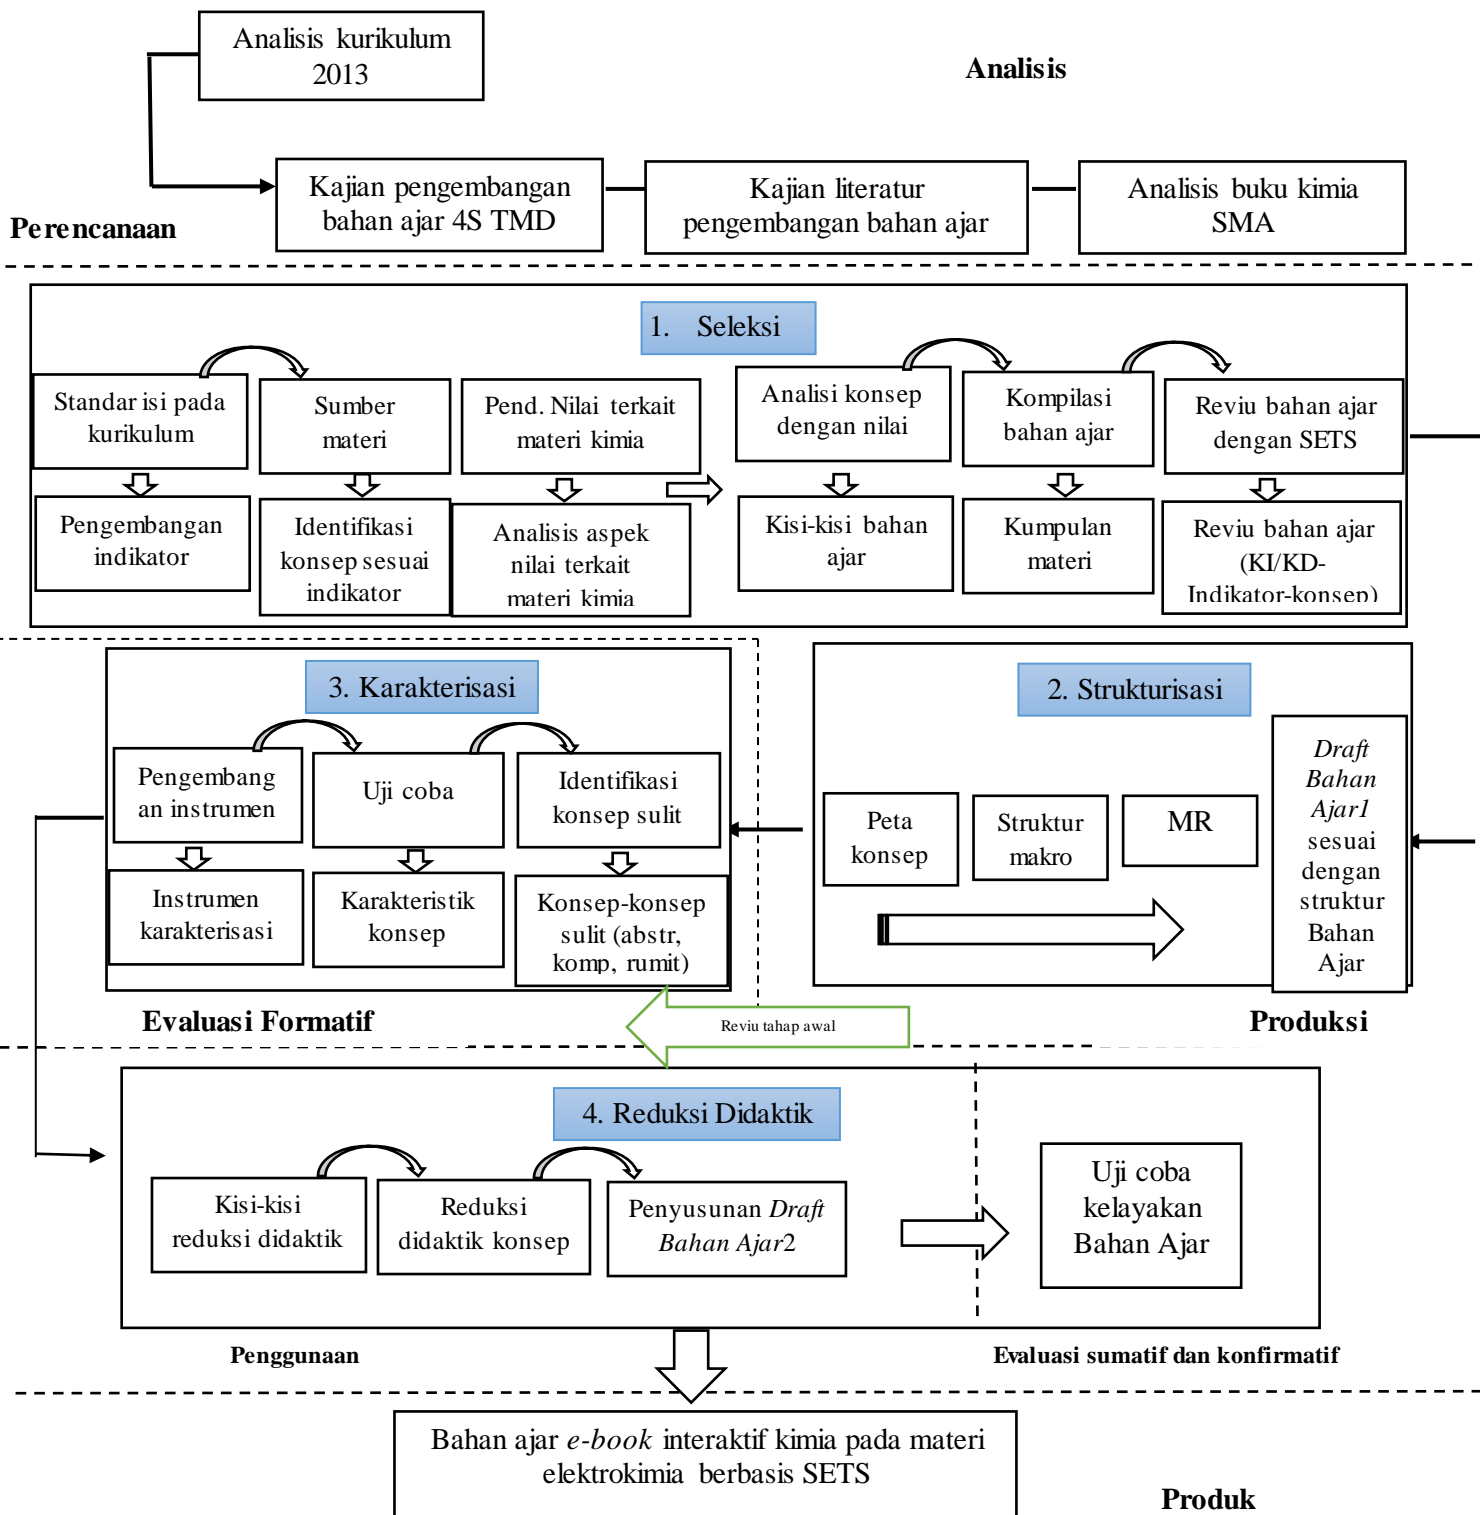 Analisis kurikulum
2013
Analisis
Kajian pengembangan
bahan ajar 4S TMD
Kajian literatur
pengembangan bahan ajar
Analisis buku kimia
SMA
Perencanaan
1. Seleksi
Standar isi pada
kurikulum
Sumber
materi
Pend. Nilai terkait
materi kimia
Analisi konsep
dengan nilai
Kompilasi
bahan ajar
Reviu bahan ajar
dengan SETS
Pengembangan
indikator
Identifikasi
konsep sesuai
indikator
Analisis aspek
nilai terkait
materi kimia
Kisi-kisi bahan
ajar
Kumpulan
materi
Reviu bahan ajar
(KI/KD-
Indikator-konsep)
3. Karakterisasi
Pengembang
an instrumen
Uji coba
Identifikasi
konsep sulit
Instrumen
karakterisasi
Karakteristik
konsep
Konsep-konsep
sulit (abstr,
komp, rumit)
2. Strukturisasi
Peta
konsep
Struktur
makro
MR
Draft
Bahan
Ajar1
sesuai
dengan
struktur
Bahan
Ajar
Evaluasi Formatif
Reviu tahap awal
Produksi
4. Reduksi Didaktik
Kisi-kisi
reduksi didaktik
Reduksi
didaktik konsep
Penyusunan Draft
Bahan Ajar2
Uji coba
kelayakan
Bahan Ajar
Penggunaan
Evaluasi sumatif dan konfirmatif
Bahan ajar e-book interaktif kimia pada materi
elektrokimia berbasis SETS
Produk